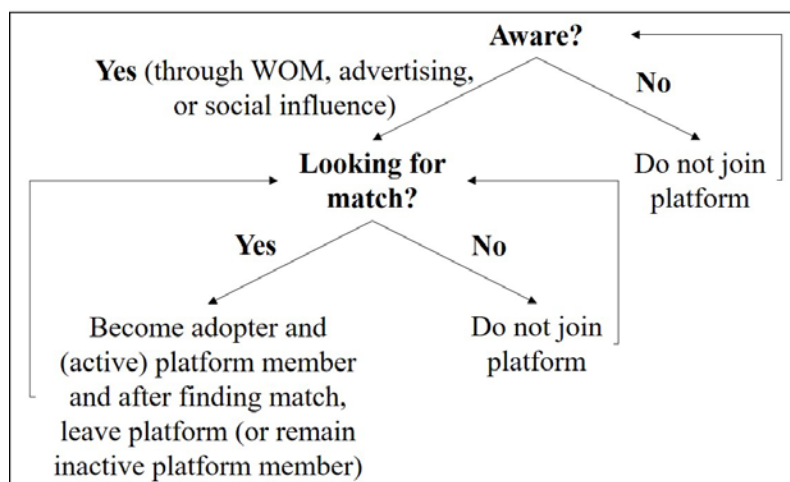 Aware?
Yes (through WOM, advertising,
or social influence)
No
Looking for
match?
Do not join
platform
Yes
No
Become adopter and
(active) platform member
and after finding match,
leave platform (or remain
inactive platform member)
Do not join
platform